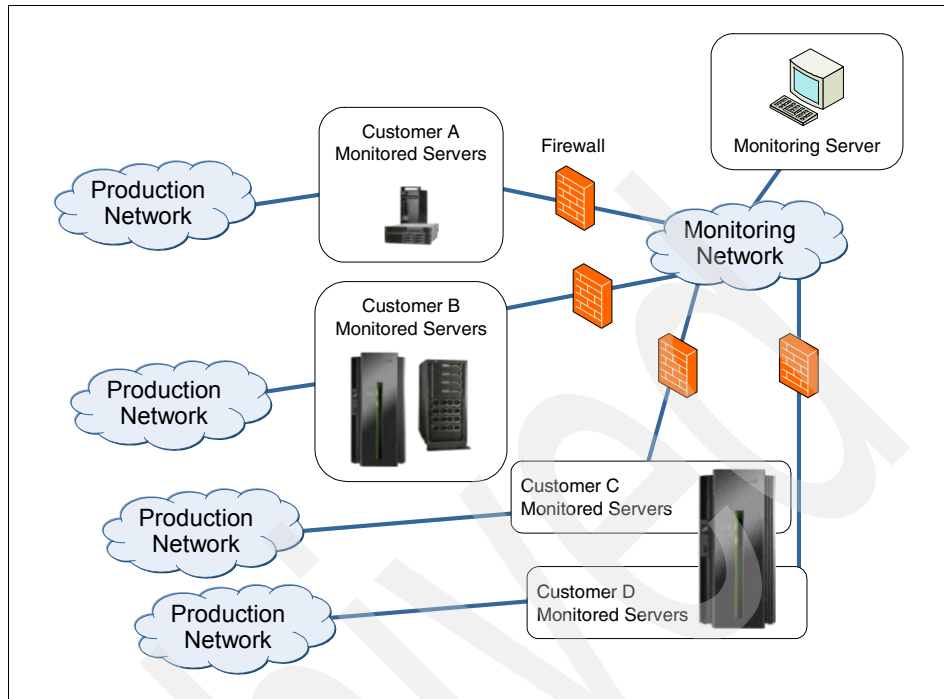 Customer A
Monitored Servers
Firewall
Monitoring Server
Production
Network
Monitoring
Network
Customer B
Monitored Servers
Production
Network
Customer C
Monitored Servers
Production
Network
Customer D
Monitored Servers
Production
Network